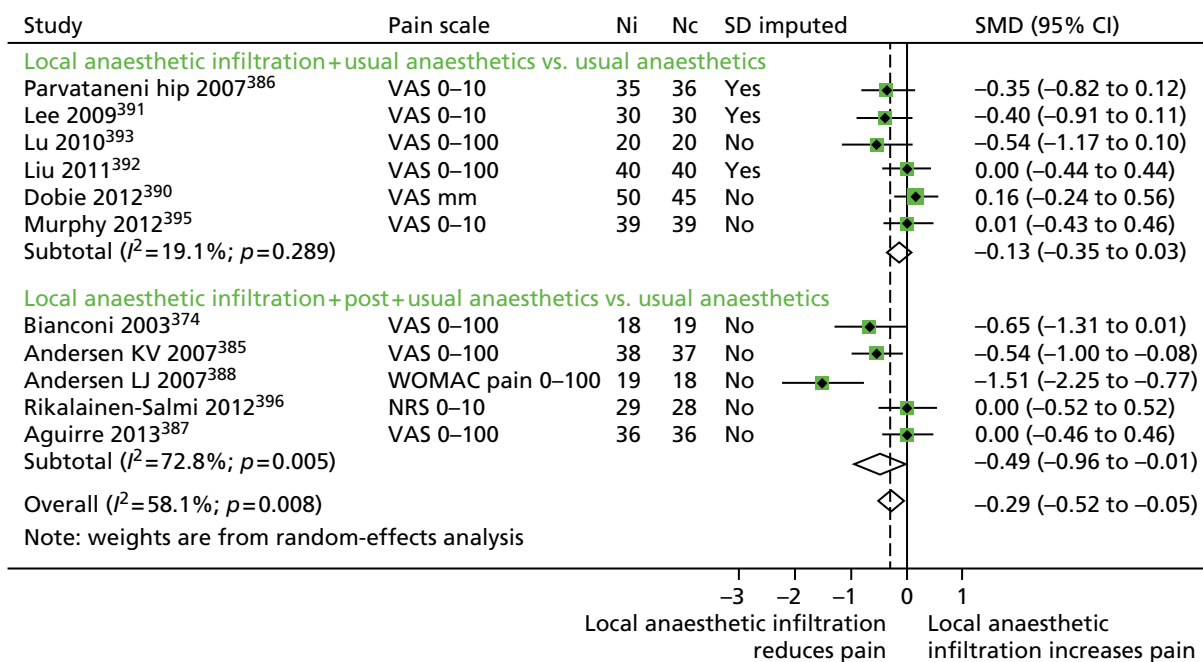 Study Pain scale Ni Nc SD imputed SMD (95% CI)
Local anaesthetic infiltration+usual anaesthetics vs. usual anaesthetics
Parvataneni hip 2007³⁸⁶ VAS 0–10 35 36 Yes –0.35 (–0.82 to 0.12)
Lee 2009³⁹¹ VAS 0–10 30 30 Yes –0.40 (–0.91 to 0.11)
Lu 2010³⁹³ VAS 0–100 20 20 No –0.54 (–1.17 to 0.10)
Liu 2011³⁹² VAS 0–100 40 40 Yes 0.00 (–0.44 to 0.44)
Dobie 2012³⁹⁰ VAS mm 50 45 No 0.16 (–0.24 to 0.56)
Murphy 2012³⁹⁵ VAS 0–10 39 39 No 0.01 (–0.43 to 0.46)
Subtotal (I²=19.1%; p=0.289) –0.13 (–0.35 to 0.03)
Local anaesthetic infiltration+post+usual anaesthetics vs. usual anaesthetics
Bianconi 2003³⁷⁴ VAS 0–100 18 19 No –0.65 (–1.31 to 0.01)
Andersen KV 2007³⁸⁵ VAS 0–100 38 37 No –0.54 (–1.00 to –0.08)
Andersen LJ 2007³⁸⁸ WOMAC pain 0–100 19 18 No –1.51 (–2.25 to –0.77)
Rikalainen-Salmi 2012³⁹⁶ NRS 0–10 29 28 No 0.00 (–0.52 to 0.52)
Aguirre 2013³⁸⁷ VAS 0–100 36 36 No 0.00 (–0.46 to 0.46)
Subtotal (I²=72.8%; p=0.005) –0.49 (–0.96 to –0.01)
Overall (I²=58.1%; p=0.008) –0.29 (–0.52 to –0.05)
Note: weights are from random-effects analysis
–3 –2 –1 0 1
Local anaesthetic infiltration
reduces pain
Local anaesthetic
infiltration increases pain